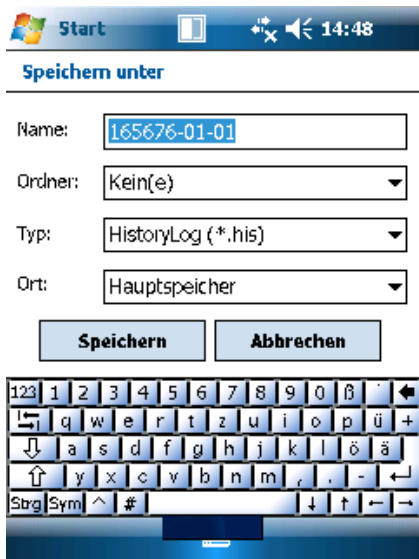 Start 14:48
Speichern unter
Name: 165676-01-01
Ordner: Kein(e)
Typ: HistoryLog (*.his)
Ort: Hauptspeicher
Speichern Abbrechen
123 1 2 3 4 5 6 7 8 9 0 ß ´
q w e r t z u i o p ü +
a s d f g h j k l ö ä
y x c v b n m , . -
Strg Sym ^ #